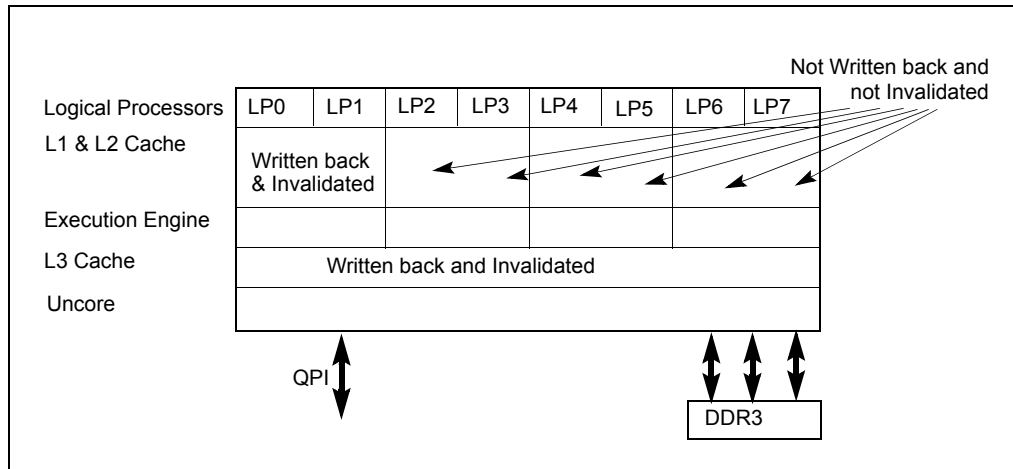 Not Written back and
not Invalidated
Logical Processors LP0 LP1 LP2 LP3 LP4 LP5 LP6 LP7
L1 & L2 Cache
Written back
& Invalidated
Execution Engine
L3 Cache Written back and Invalidated
Uncore
QPI
DDR3